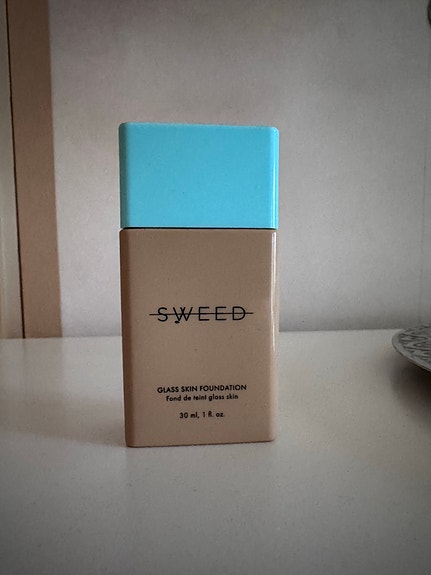 SWEED
GLASS SKIN FOUNDATION
Fond de teint glass skin
30 ml, 1 fl. oz.